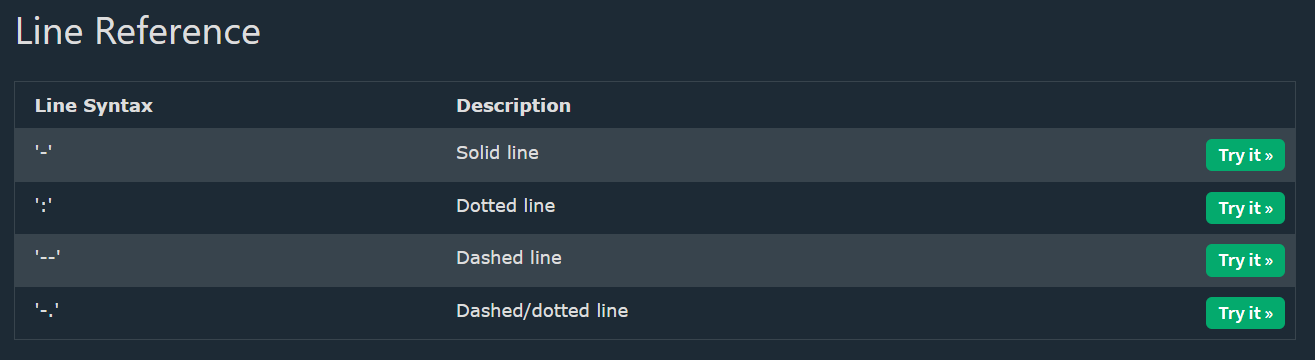 Line Reference
Line Syntax Description
'-' Solid line Try it »
':' Dotted line Try it »
'--' Dashed line Try it »
'-.' Dashed/dotted line Try it »